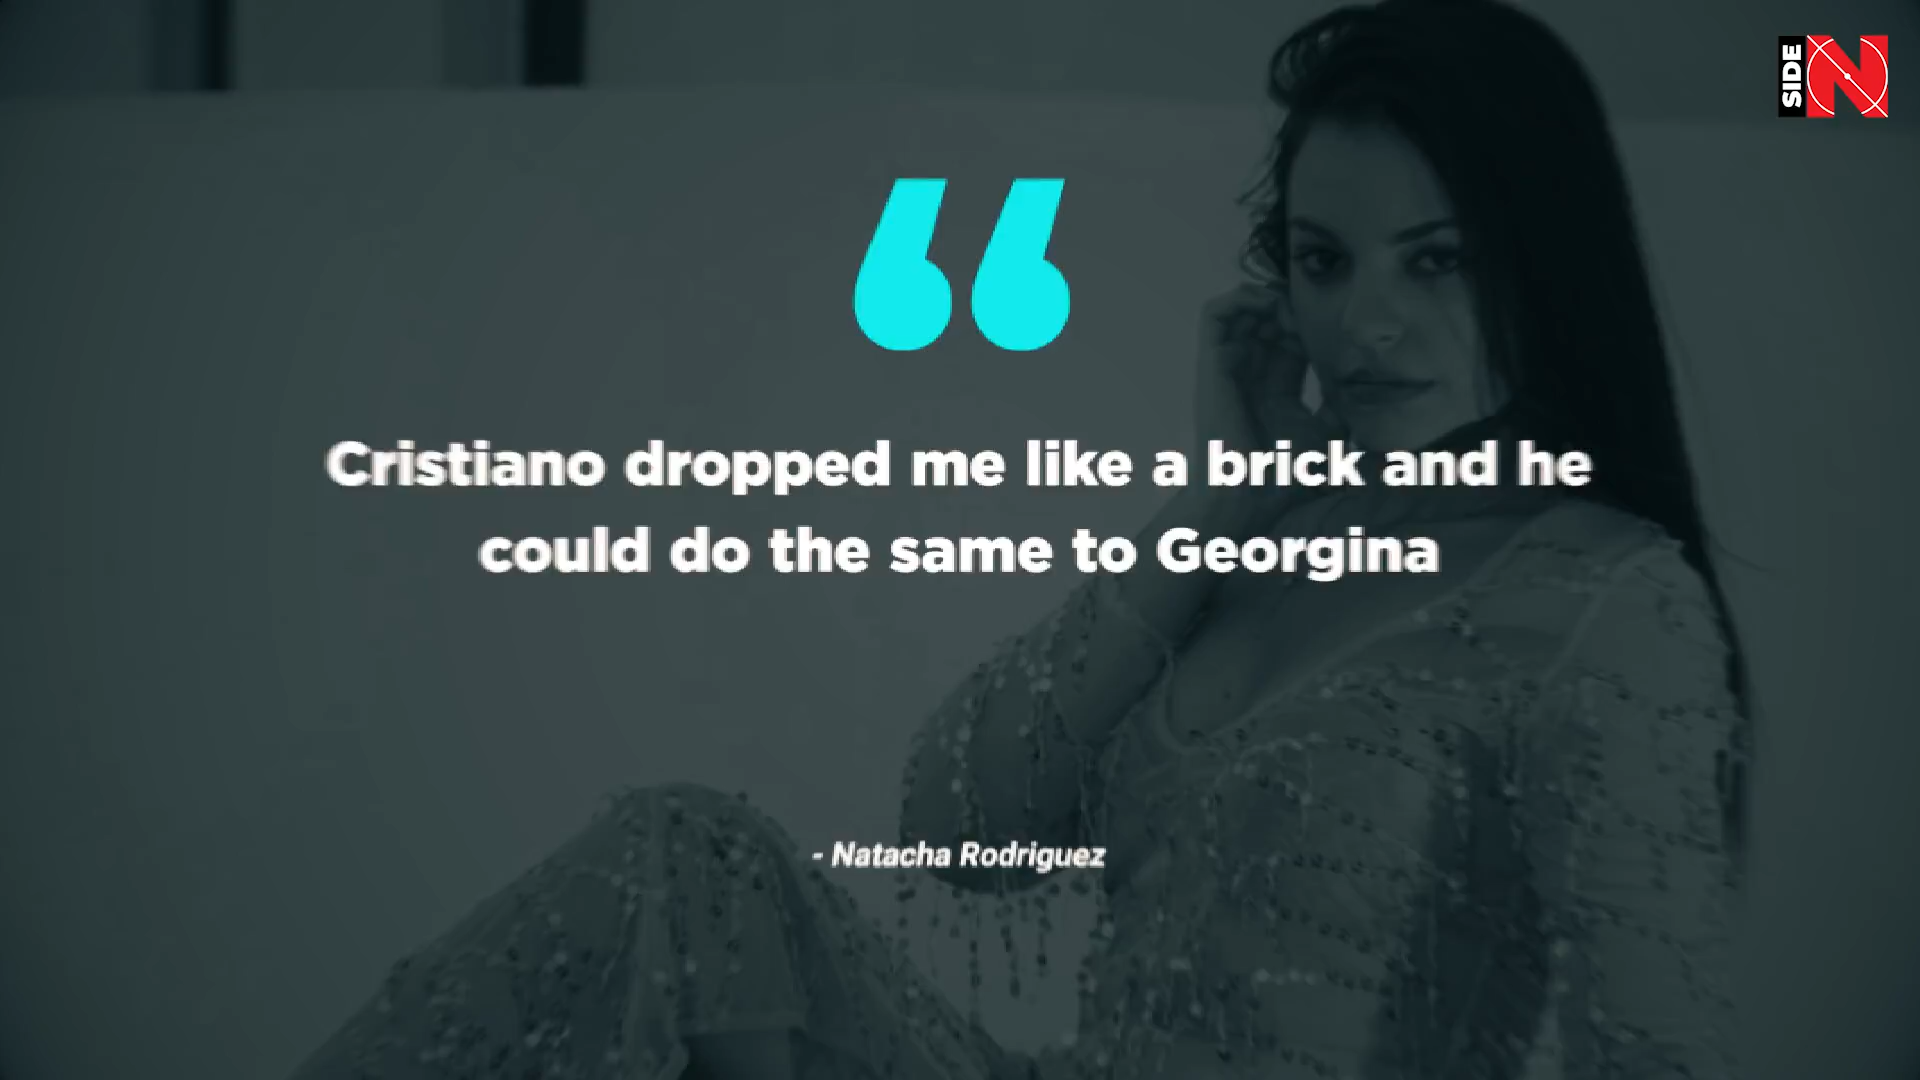 SIDE
N
“
Cristiano dropped me like a brick and he
could do the same to Georgina
- Natacha Rodriguez